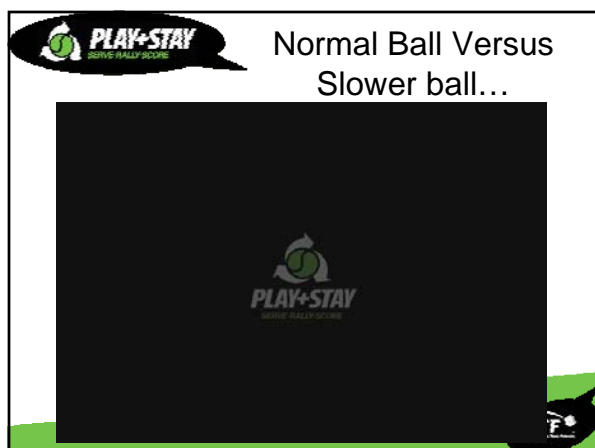 PLAY+STAY
SERVE RALLY SCORE
Normal Ball Versus
Slower ball…
PLAY+STAY
SERVE RALLY SCORE